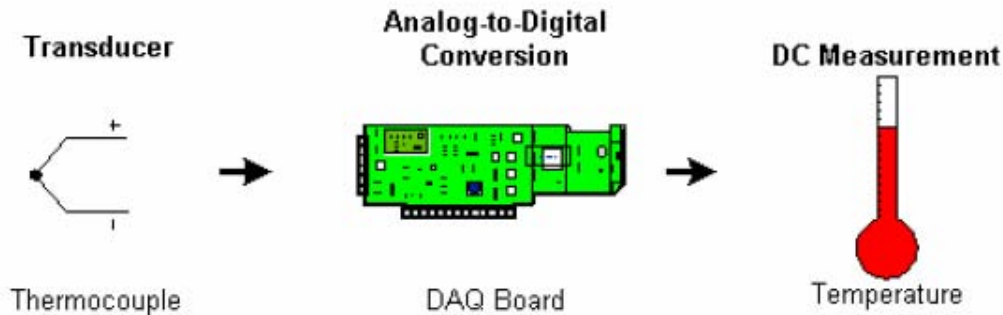 Transducer
Analog-to-Digital
Conversion
DC Measurement
+
-
Thermocouple
DAQ Board
Temperature